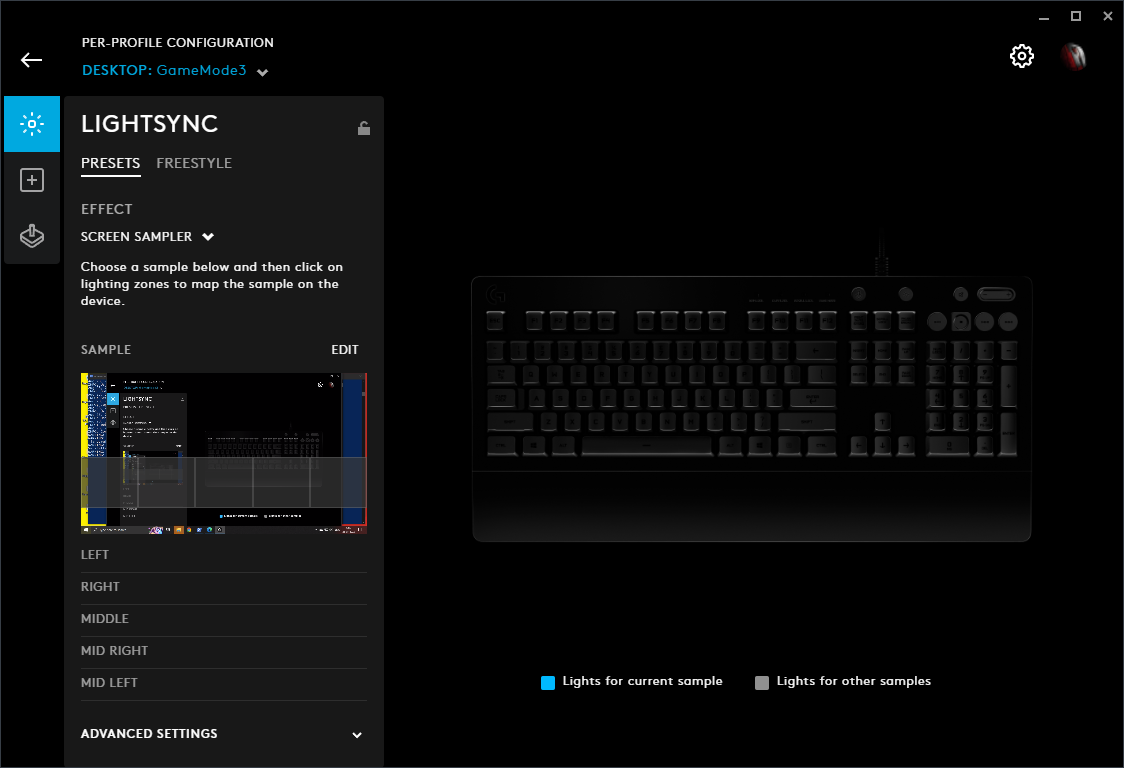 PER-PROFILE CONFIGURATION
DESKTOP: GameMode3
LIGHTSYNC
PRESETS FREESTYLE
EFFECT
SCREEN SAMPLER
Choose a sample below and then click on
lighting zones to map the sample on the
device.
SAMPLE EDIT
LIGHTSYNC
LEFT
RIGHT
MIDDLE
MID RIGHT
MID LEFT
ADVANCED SETTINGS
Lights for current sample Lights for other samples